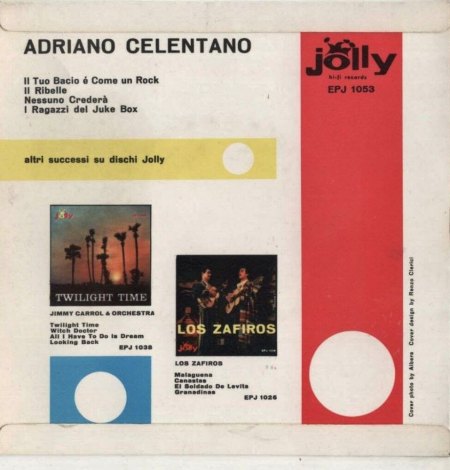 ADRIANO CELENTANO
Il Tuo Bacio é Come un Rock
Il Ribelle
Nessuno Crederà
I Ragazzi del Juke Box
jolly
hi-fi records
EPJ 1053
altri successi su dischi Jolly
jolly
TWILIGHT TIME
JIMMY CARROL & ORCHESTRA
Twilight Time
Witch Doctor
All I Have To Do Is Dream
Looking Back
EPJ 1038
LOS ZAFIROS
jolly
LOS ZAFIROS
Malaguena
Canastas
El Soldado De Levita
Granadinas
EPJ 1026
Cover photo by Albera Cover design by Renzo Clerici